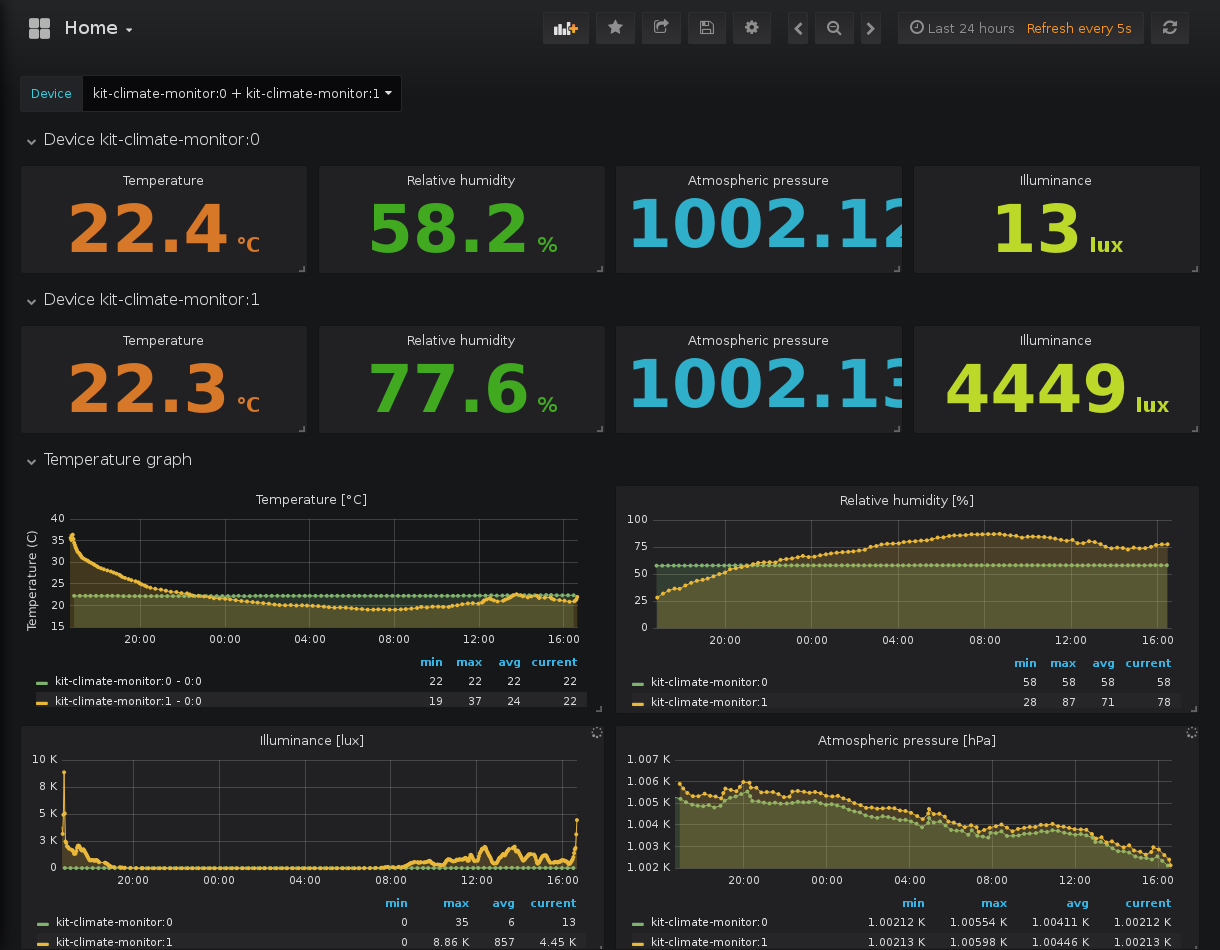 Home
Last 24 hours Refresh every 5s
Device kit-climate-monitor:0 + kit-climate-monitor:1
Device kit-climate-monitor:0
Temperature Relative humidity Atmospheric pressure Illuminance
22.4 °C 58.2 % 1002.12 13 lux
Device kit-climate-monitor:1
Temperature Relative humidity Atmospheric pressure Illuminance
22.3 °C 77.6 % 1002.13 4449 lux
Temperature graph
Temperature [°C]
Temperature (C)
40
35
30
25
20
15
20:00 00:00 04:00 08:00 12:00 16:00
min max avg current
kit-climate-monitor:0 - 0:0 22 22 22 22
kit-climate-monitor:1 - 0:0 19 37 24 22
Relative humidity [%]
100
75
50
25
0
20:00 00:00 04:00 08:00 12:00 16:00
min max avg current
kit-climate-monitor:0 58 58 58 58
kit-climate-monitor:1 28 87 71 78
Illuminance [lux]
10 K
8 K
5 K
3 K
0
20:00 00:00 04:00 08:00 12:00 16:00
min max avg current
kit-climate-monitor:0 0 35 6 13
kit-climate-monitor:1 0 8.86 K 857 4.45 K
Atmospheric pressure [hPa]
1.007 K
1.006 K
1.005 K
1.004 K
1.003 K
1.002 K
20:00 00:00 04:00 08:00 12:00 16:00
min max avg current
kit-climate-monitor:0 1.00212 K 1.00554 K 1.00411 K 1.00212 K
kit-climate-monitor:1 1.00213 K 1.00598 K 1.00446 K 1.00213 K